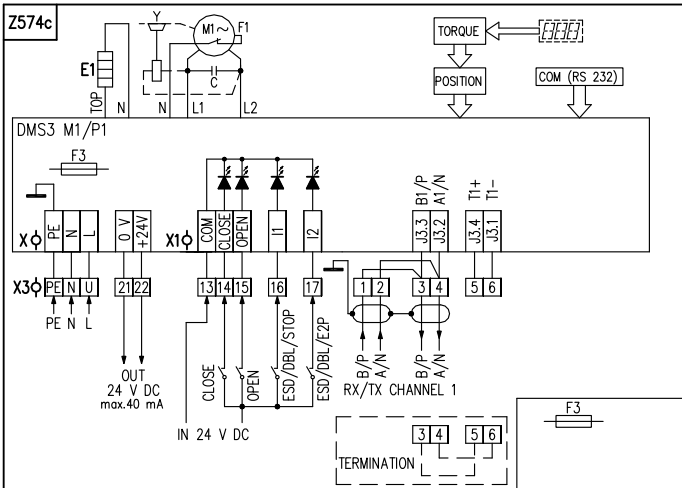 Z574c
Y
M1~
F1
E1
C
TOP
N
N
L1
L2
TORQUE
POSITION
COM (RS 232)
DMS3 M1/P1
F3
PE
N
L
0 V
+24V
COM
CLOSE
OPEN
I1
I2
B1/P
A1/N
J3.3
J3.2
T1+
T1-
J3.4
J3.1
X
X1
X3
PE
N
U
21
22
13
14
15
16
17
1
2
3
4
5
6
PE N L
OUT
24 V DC
max.40 mA
CLOSE
OPEN
ESD/DBL/STOP
ESD/DBL/E2P
IN 24 V DC
B/P
A/N
B/P
A/N
RX/TX CHANNEL 1
TERMINATION
3 4
5 6
F3